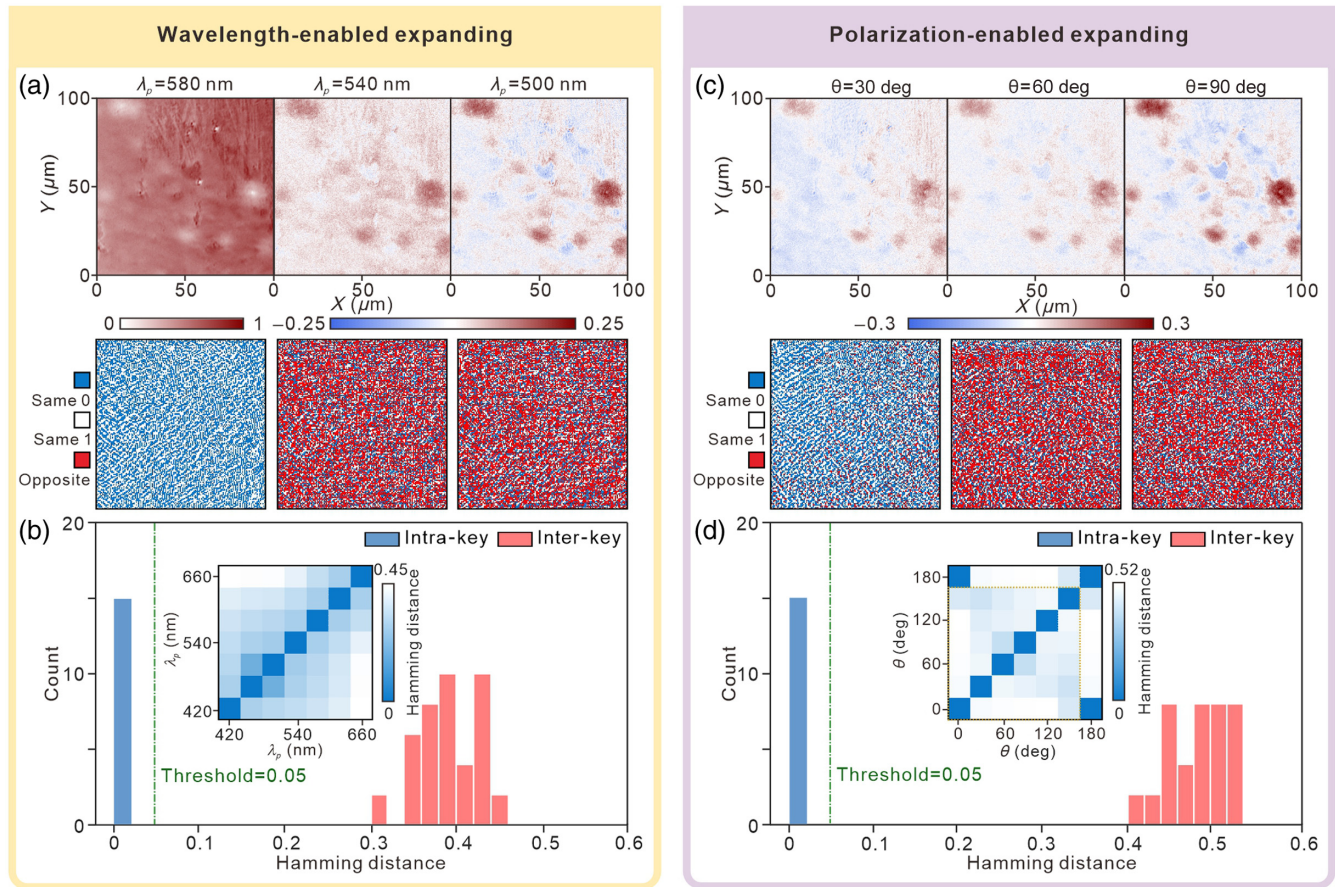 Wavelength-enabled expanding
(a)
λp=580 nm
λp=540 nm
λp=500 nm
100
50
0
Y (µm)
0
50
0
50
0
50
100
X (µm)
0
1
−0.25
0.25
Same 0
Same 1
Opposite
(b)
20
10
0
Count
Intra-key
Inter-key
660
540
420
λp (nm)
420
540
660
λp (nm)
0.45
0
Hamming distance
Threshold=0.05
0
0.1
0.2
0.3
0.4
0.5
0.6
Hamming distance
Polarization-enabled expanding
(c)
θ=30 deg
θ=60 deg
θ=90 deg
100
50
0
Y (µm)
0
50
0
50
0
50
100
X (µm)
−0.3
0.3
Same 0
Same 1
Opposite
(d)
20
10
0
Count
Intra-key
Inter-key
180
120
60
0
θ (deg)
0
60
120
180
θ (deg)
0.52
0
Hamming distance
Threshold=0.05
0
0.1
0.2
0.3
0.4
0.5
0.6
Hamming distance